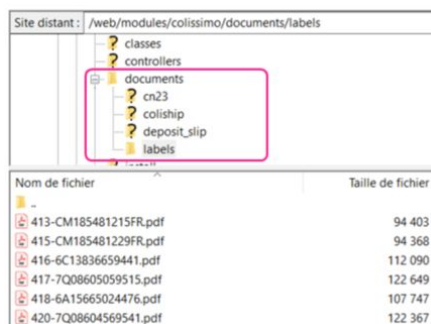 Site distant : /web/modules/colissimo/documents/labels
classes
controllers
documents
cn23
coliship
deposit_slip
labels
install
Nom de fichier Taille de fichier
..
413-CM185481215FR.pdf 94 403
415-CM185481229FR.pdf 94 368
416-6C13836659441.pdf 112 090
417-7Q08605059515.pdf 122 649
418-6A15665024476.pdf 107 747
420-7Q08604569541.pdf 122 367